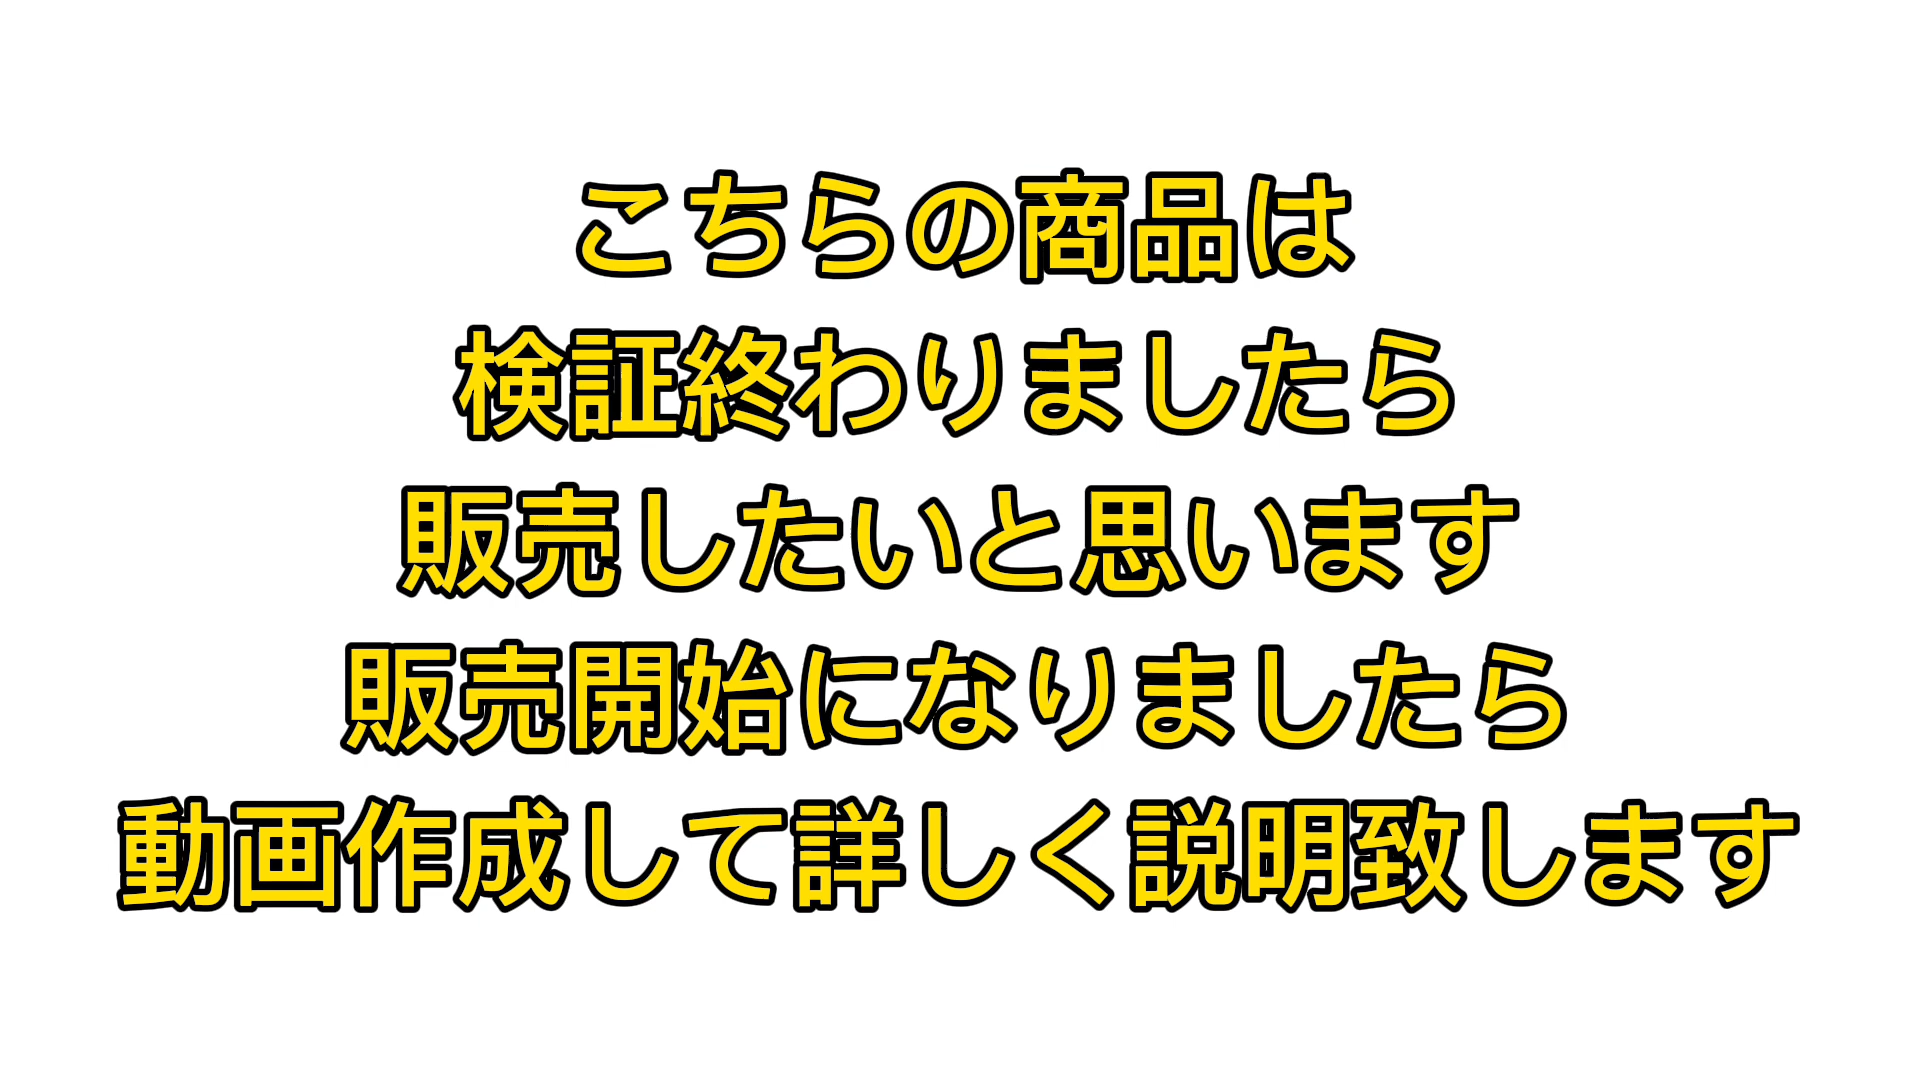 こちらの商品は
検証終わりましたら
販売したいと思います
販売開始になりましたら
動画作成して詳しく説明致します